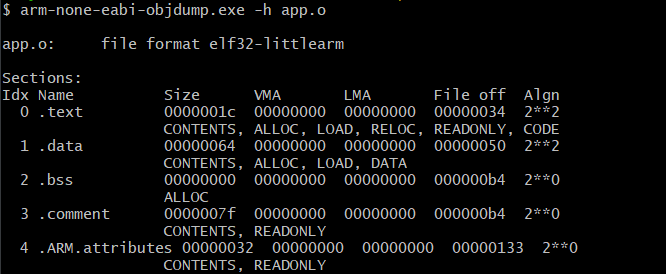 $ arm-none-eabi-objdump.exe -h app.o
app.o:     file format elf32-littlearm
Sections:
Idx Name          Size      VMA       LMA       File off  Algn
  0 .text         0000001c  00000000  00000000  00000034  2**2
                  CONTENTS, ALLOC, LOAD, RELOC, READONLY, CODE
  1 .data         00000064  00000000  00000000  00000050  2**2
                  CONTENTS, ALLOC, LOAD, DATA
  2 .bss          00000000  00000000  00000000  000000b4  2**0
                  ALLOC
  3 .comment      0000007f  00000000  00000000  000000b4  2**0
                  CONTENTS, READONLY
  4 .ARM.attributes 00000032  00000000  00000000  00000133  2**0
                  CONTENTS, READONLY